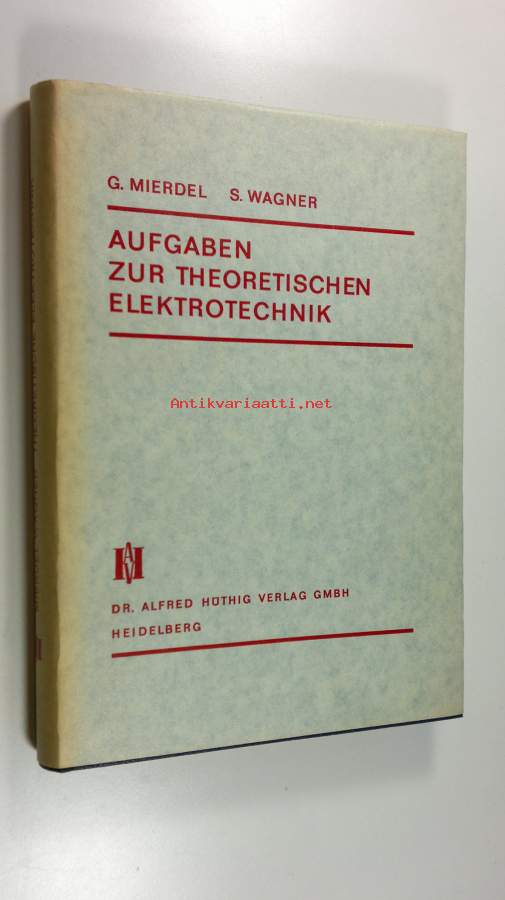 G. MIERDEL S. WAGNER
AUFGABEN
ZUR THEORETISCHEN
ELEKTROTECHNIK
Antikvariaatti.net
DR. ALFRED HÜTHIG VERLAG GMBH
HEIDELBERG